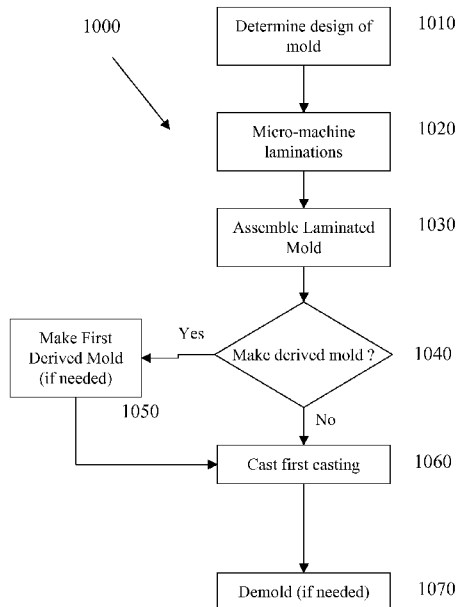 1000
Determine design of
mold
1010
Micro-machine
laminations
1020
Assemble Laminated
Mold
1030
Make derived mold ?
1040
Yes
No
Make First
Derived Mold
(if needed)
1050
Cast first casting
1060
Demold (if needed)
1070